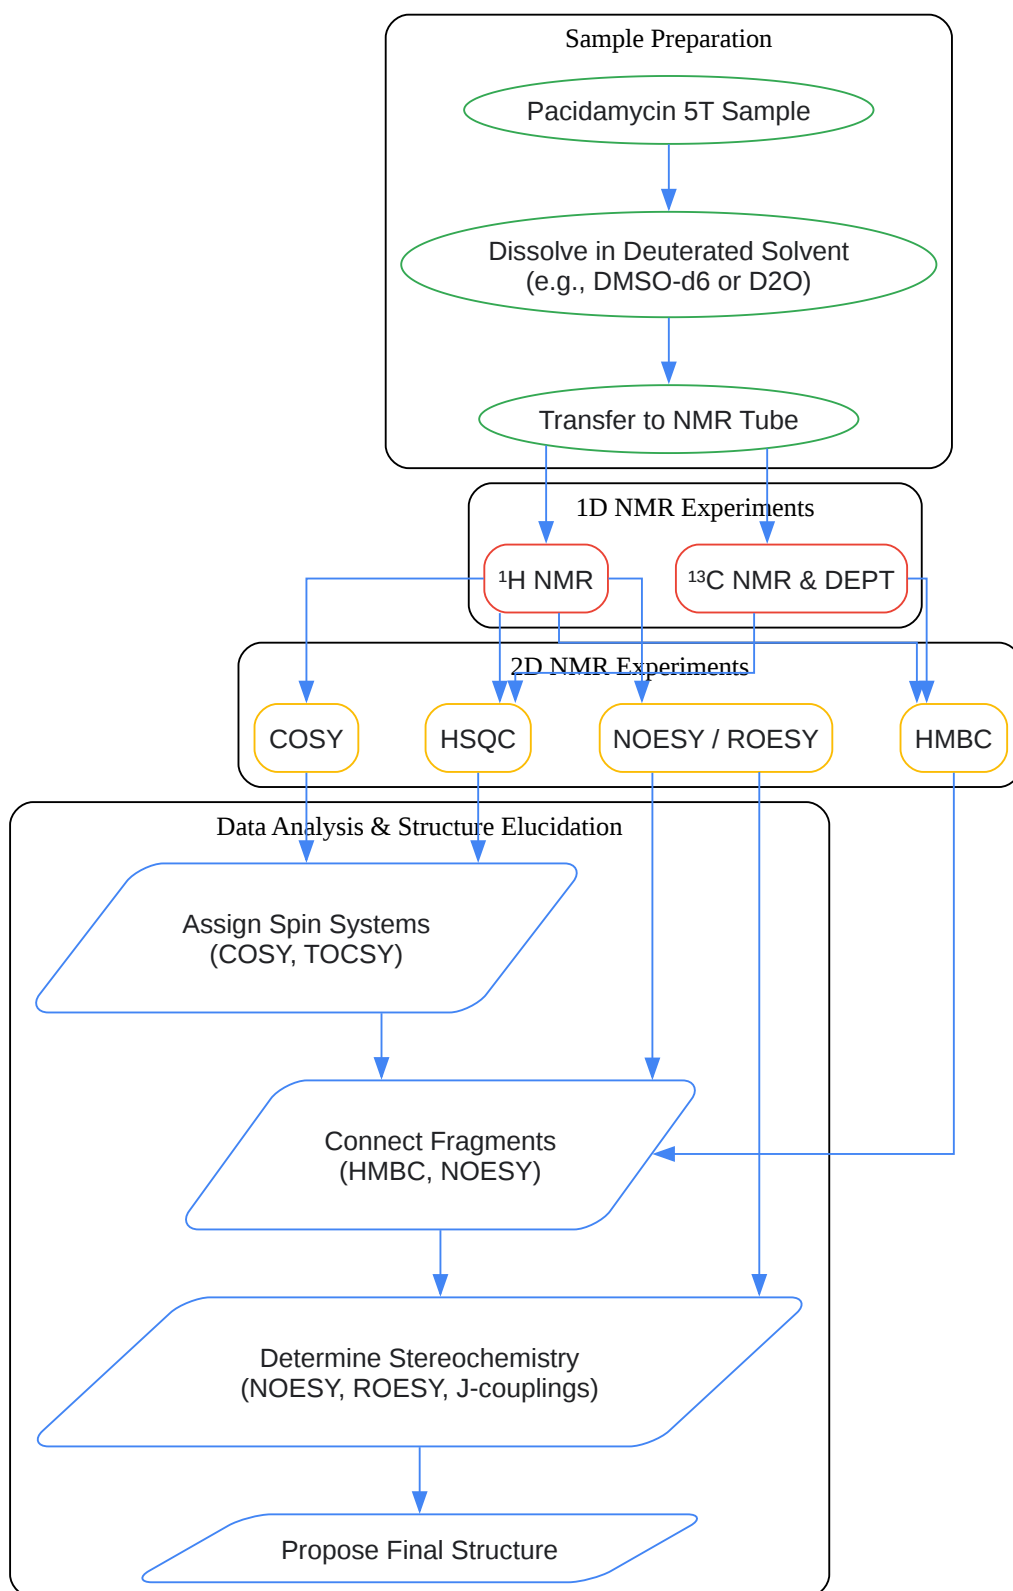 Sample Preparation
Pacidamycin 5T Sample
Dissolve in Deuterated Solvent
(e.g., DMSO-d6 or D2O)
Transfer to NMR Tube
1D NMR Experiments
¹H NMR
¹³C NMR & DEPT
2D NMR Experiments
COSY
HSQC
NOESY / ROESY
HMBC
Data Analysis & Structure Elucidation
Assign Spin Systems
(COSY, TOCSY)
Connect Fragments
(HMBC, NOESY)
Determine Stereochemistry
(NOESY, ROESY, J-couplings)
Propose Final Structure